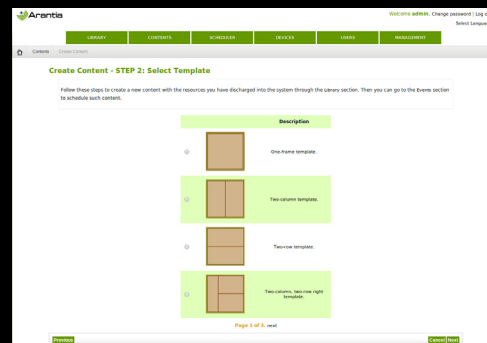 Arantia
Welcome admin. Change password | Log o
Select Langua
LIBRARY CONTENTS SCHEDULER DEVICES USERS MANAGEMENT
Contents Create Content
Create Content - STEP 2: Select Template
Follow these steps to create a new content with the resources you have discharged into the system through the Library section. Then you can go to the Events section
to schedule such content.
Description
One-frame template.
Two-column template.
Two-row template.
Two-column, two-row right
template.
Page 1 of 3. next
Previous Cancel Next